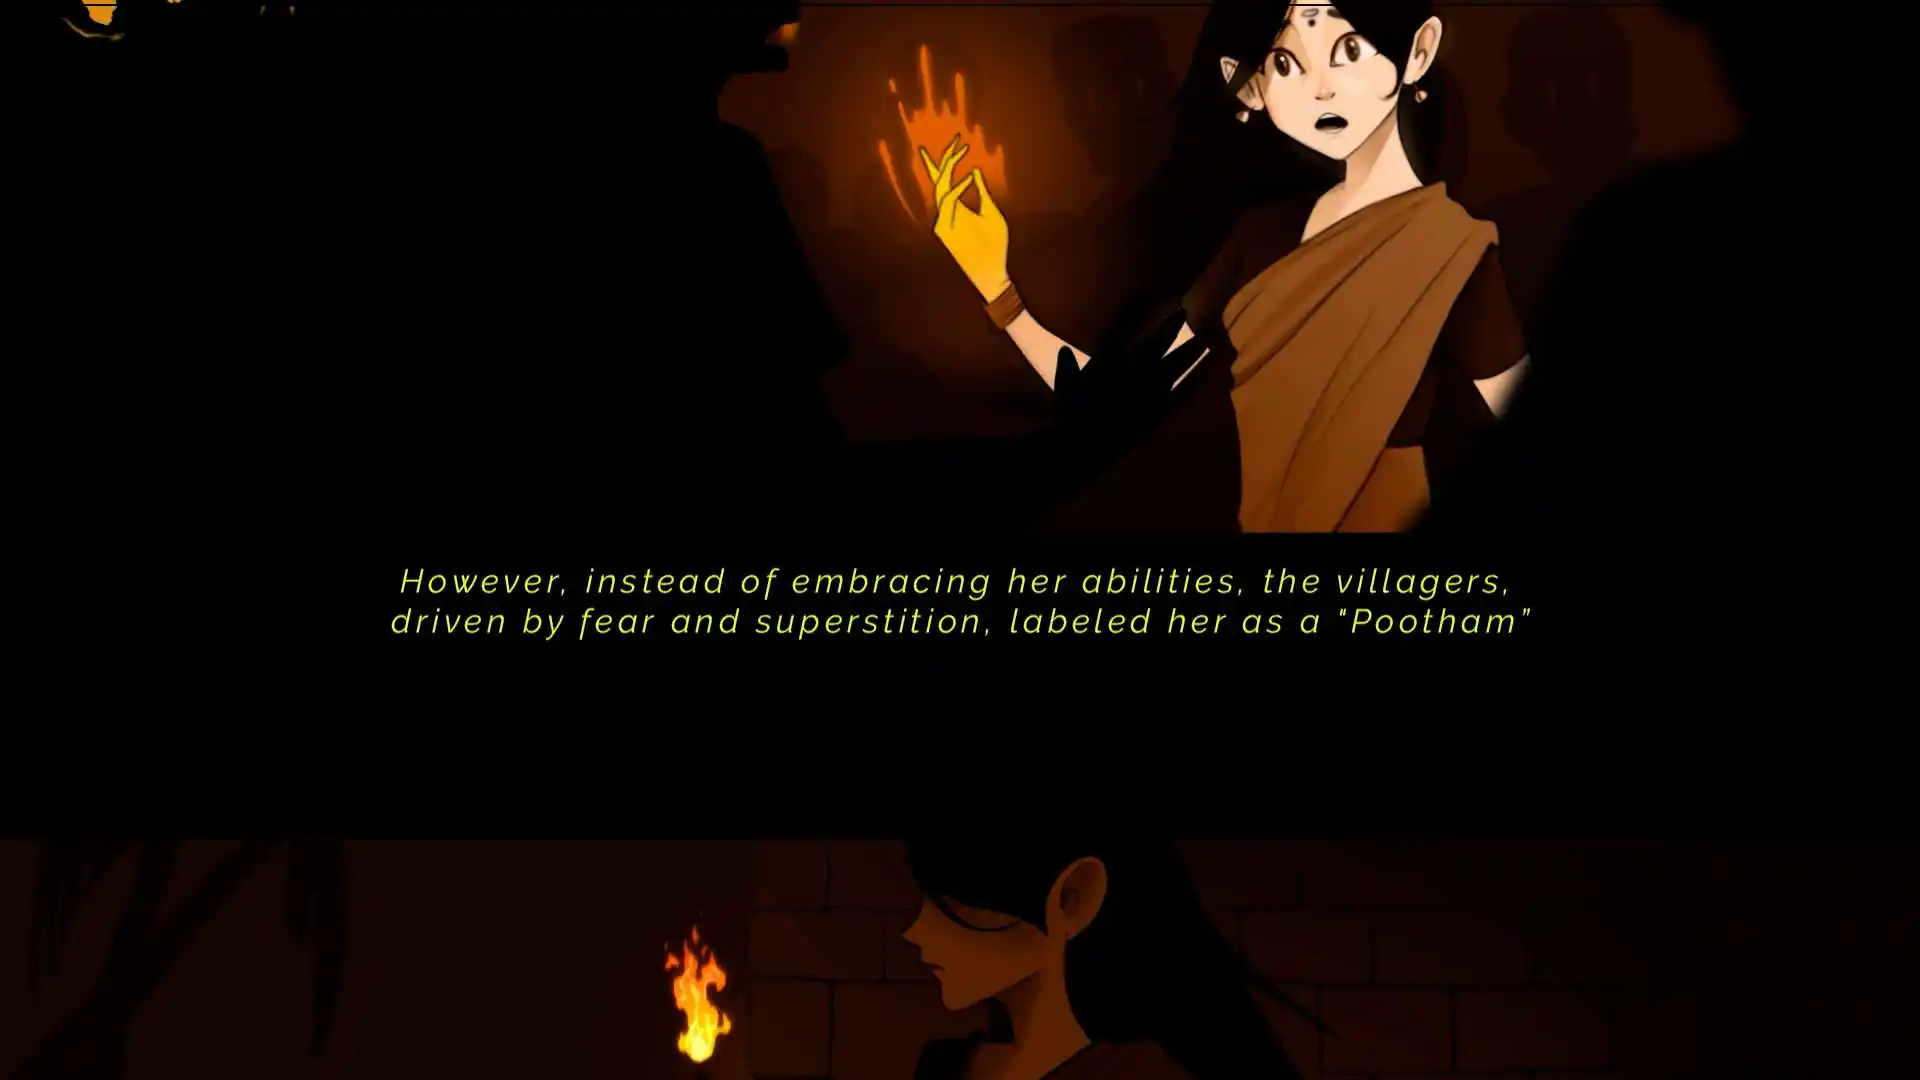 However, instead of embracing her abilities, the villagers,
driven by fear and superstition, labeled her as a "Pootham”